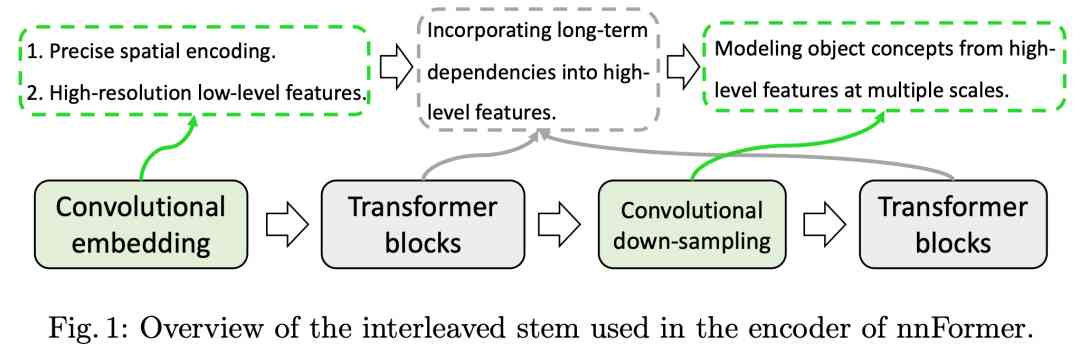 1. Precise spatial encoding.
2. High-resolution low-level features.
Incorporating long-term
dependencies into high-
level features.
Modeling object concepts from high-
level features at multiple scales.
Convolutional
embedding
Transformer
blocks
Convolutional
down-sampling
Transformer
blocks
Fig. 1: Overview of the interleaved stem used in the encoder of nnFormer.